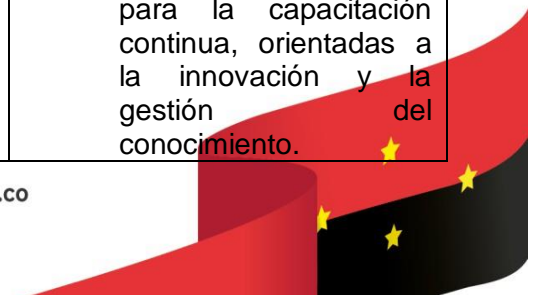 para la capacitación
continua, orientadas a
la innovación y la
gestión del
conocimiento.
.co